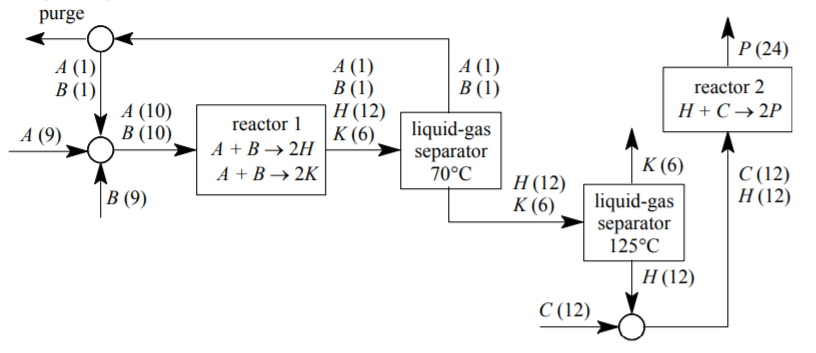 purge
A (1)
B (1)
A (9)
B (9)
A (10)
B (10)
reactor 1
A + B → 2H
A + B → 2K
A (1)
B (1)
H (12)
K (6)
A (1)
B (1)
liquid-gas
separator
70°C
H (12)
K (6)
liquid-gas
separator
125°C
K (6)
H (12)
C (12)
C (12)
H (12)
reactor 2
H + C → 2P
P (24)